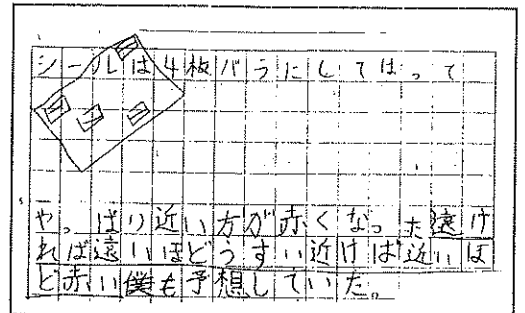 シールは4板バラにしてはって
やっぱり近い方が赤くなった遠け
れば遠いほどうすい近ければ近いほ
ど赤い僕も予想していた。